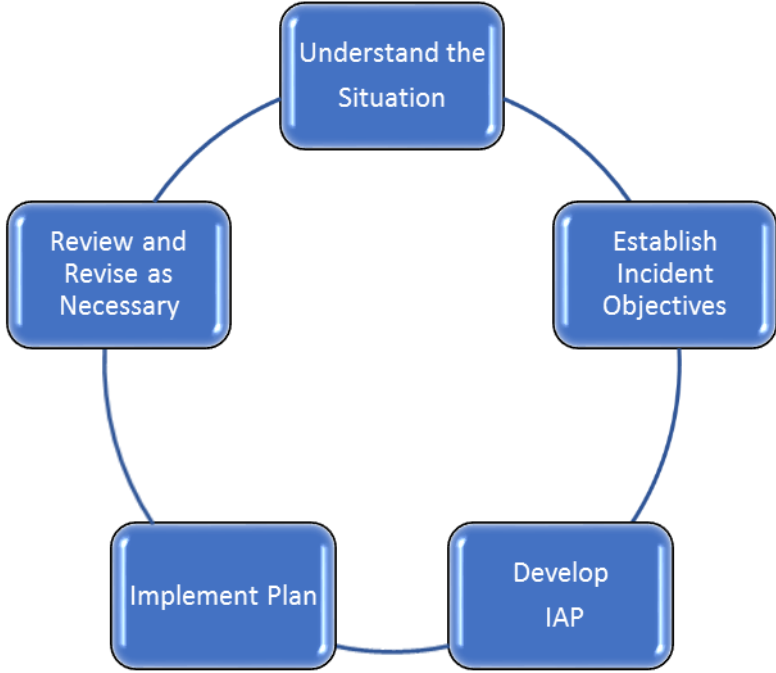 Understand the
Situation
Establish
Incident
Objectives
Develop
IAP
Implement Plan
Review and
Revise as
Necessary